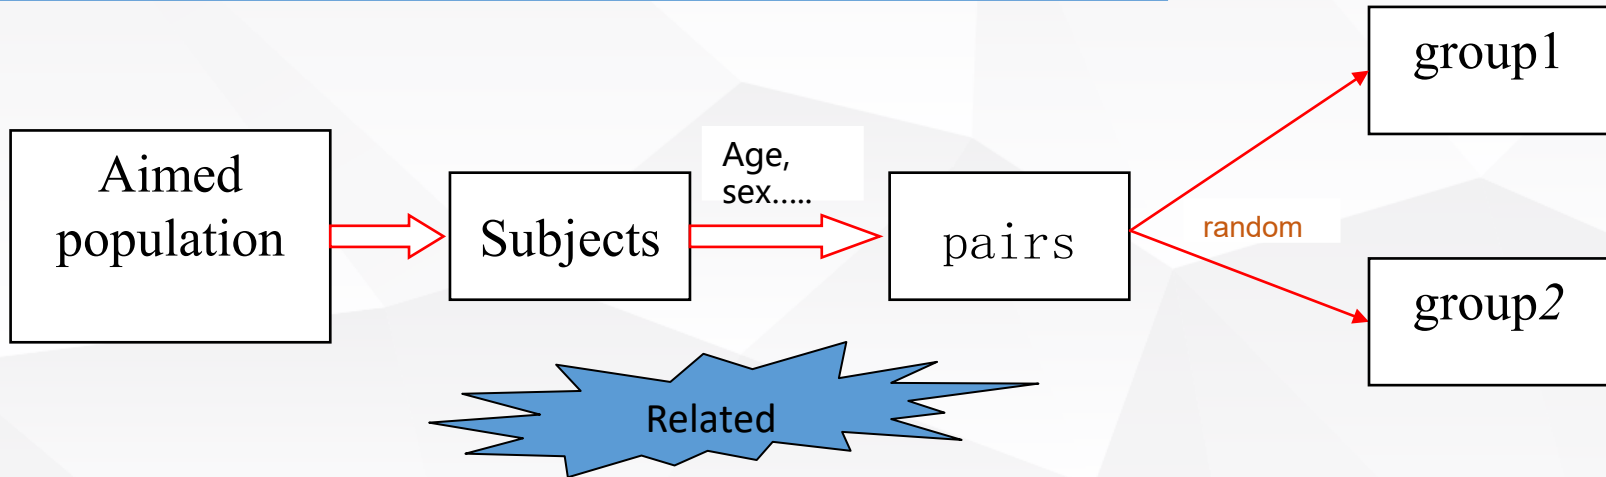 Aimed
population
Subjects
Age,
sex.....
pairs
random
group1
group2
Related